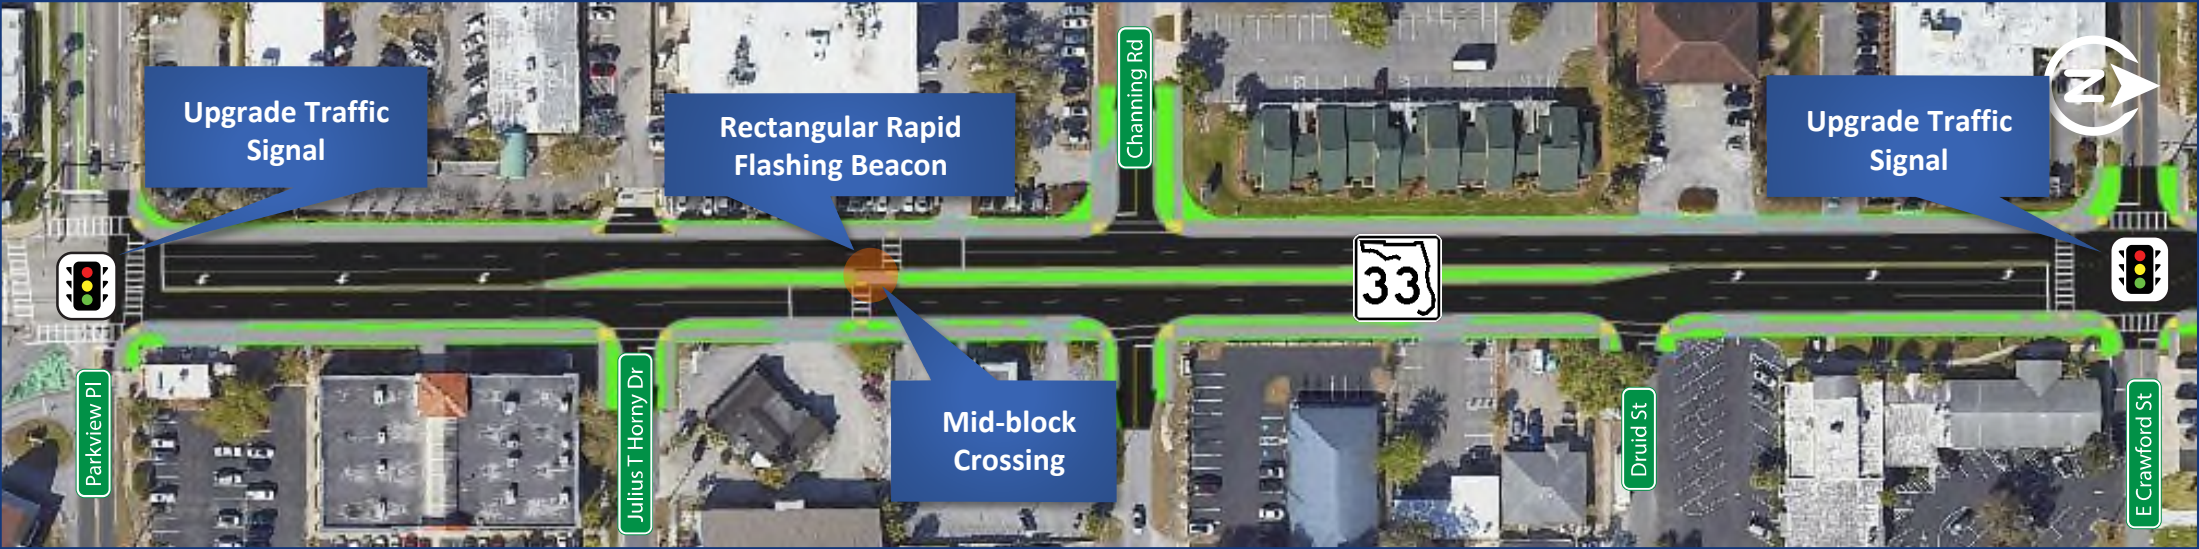 Upgrade Traffic
Signal
Rectangular Rapid
Flashing Beacon
Channing Rd
Upgrade Traffic
Signal
Z
33
Mid-block
Crossing
Parkview Pl
Julius T Horny Dr
Druid St
E Crawford St